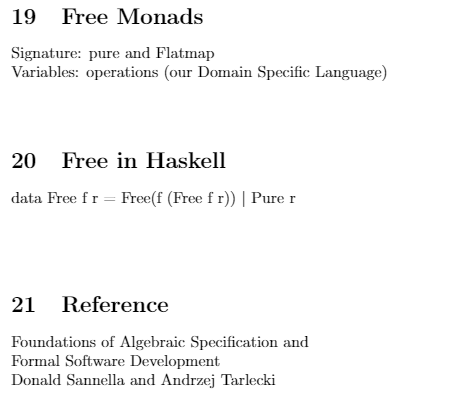 19 Free Monads
Signature: pure and Flatmap
Variables: operations (our Domain Specific Language)
20 Free in Haskell
data Free f r = Free(f (Free f r)) | Pure r
21 Reference
Foundations of Algebraic Specification and
Formal Software Development
Donald Sannella and Andrzej Tarlecki